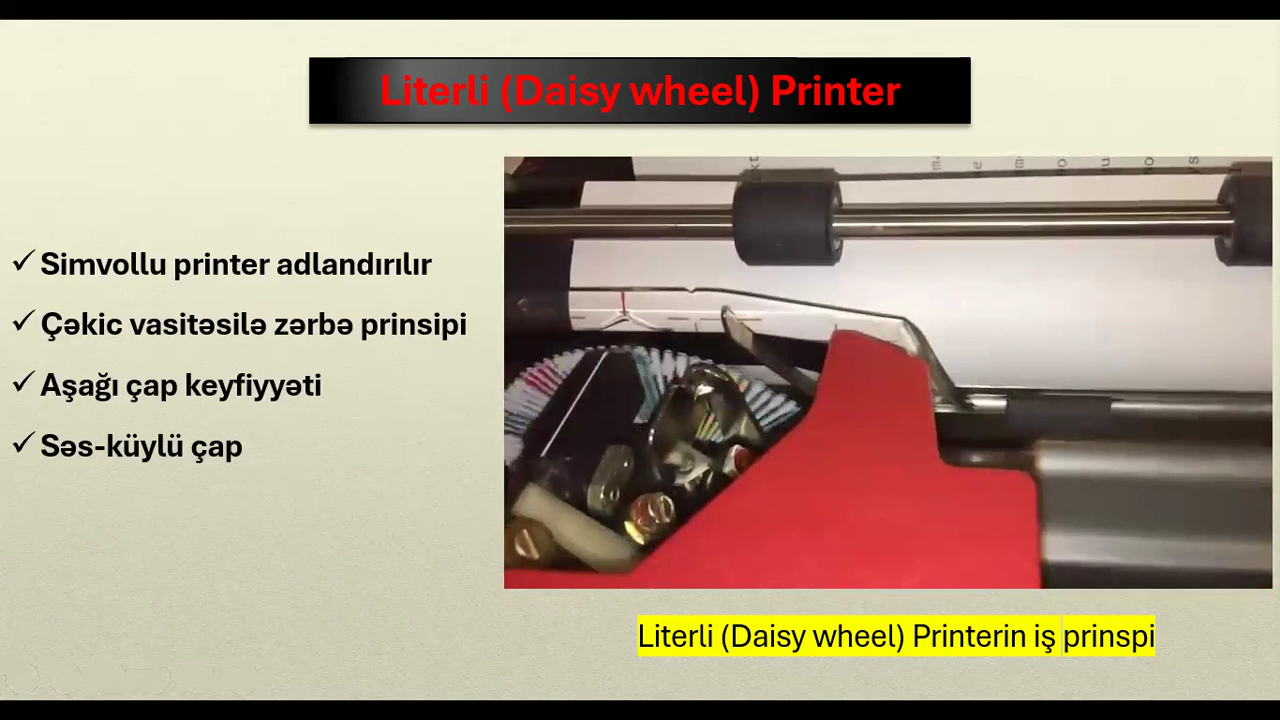 Literli (Daisy wheel) Printer
Simvollu printer adlandırılır
Çəkic vasitəsilə zərbə prinsipi
Aşağı çap keyfiyyəti
Səs-küylü çap
Literli (Daisy wheel) Printerin iş prinspi